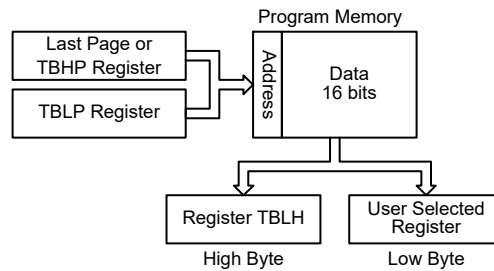 Program Memory
Last Page or
TBHP Register
TBLP Register
Address
Data
16 bits
Register TBLH
User Selected
Register
High Byte
Low Byte